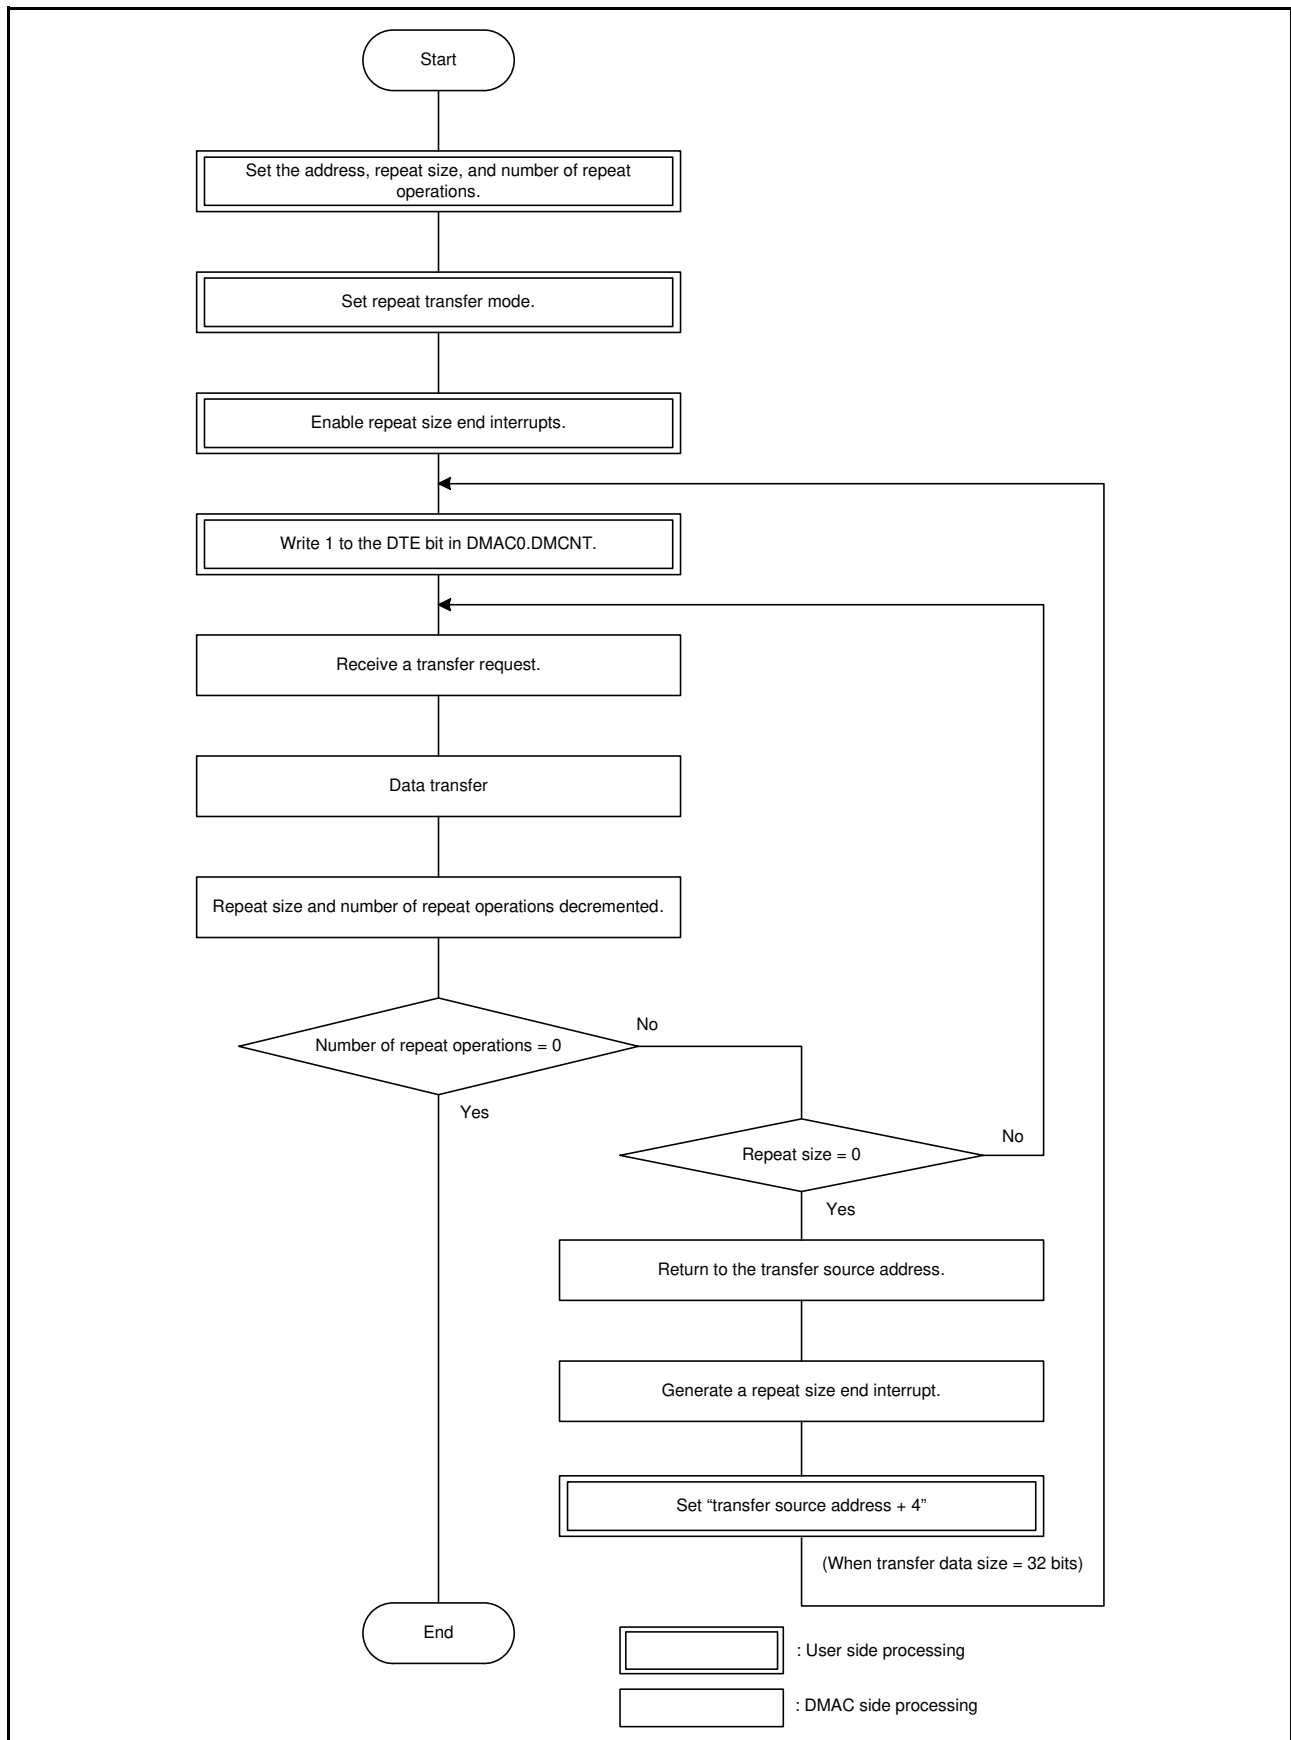 Start
Set the address, repeat size, and number of repeat
operations.
Set repeat transfer mode.
Enable repeat size end interrupts.
Write 1 to the DTE bit in DMAC0.DMCNT.
Receive a transfer request.
Data transfer
Repeat size and number of repeat operations decremented.
Number of repeat operations = 0
No
Yes
Repeat size = 0
No
Yes
Return to the transfer source address.
Generate a repeat size end interrupt.
Set “transfer source address + 4”
(When transfer data size = 32 bits)
End
: User side processing
: DMAC side processing